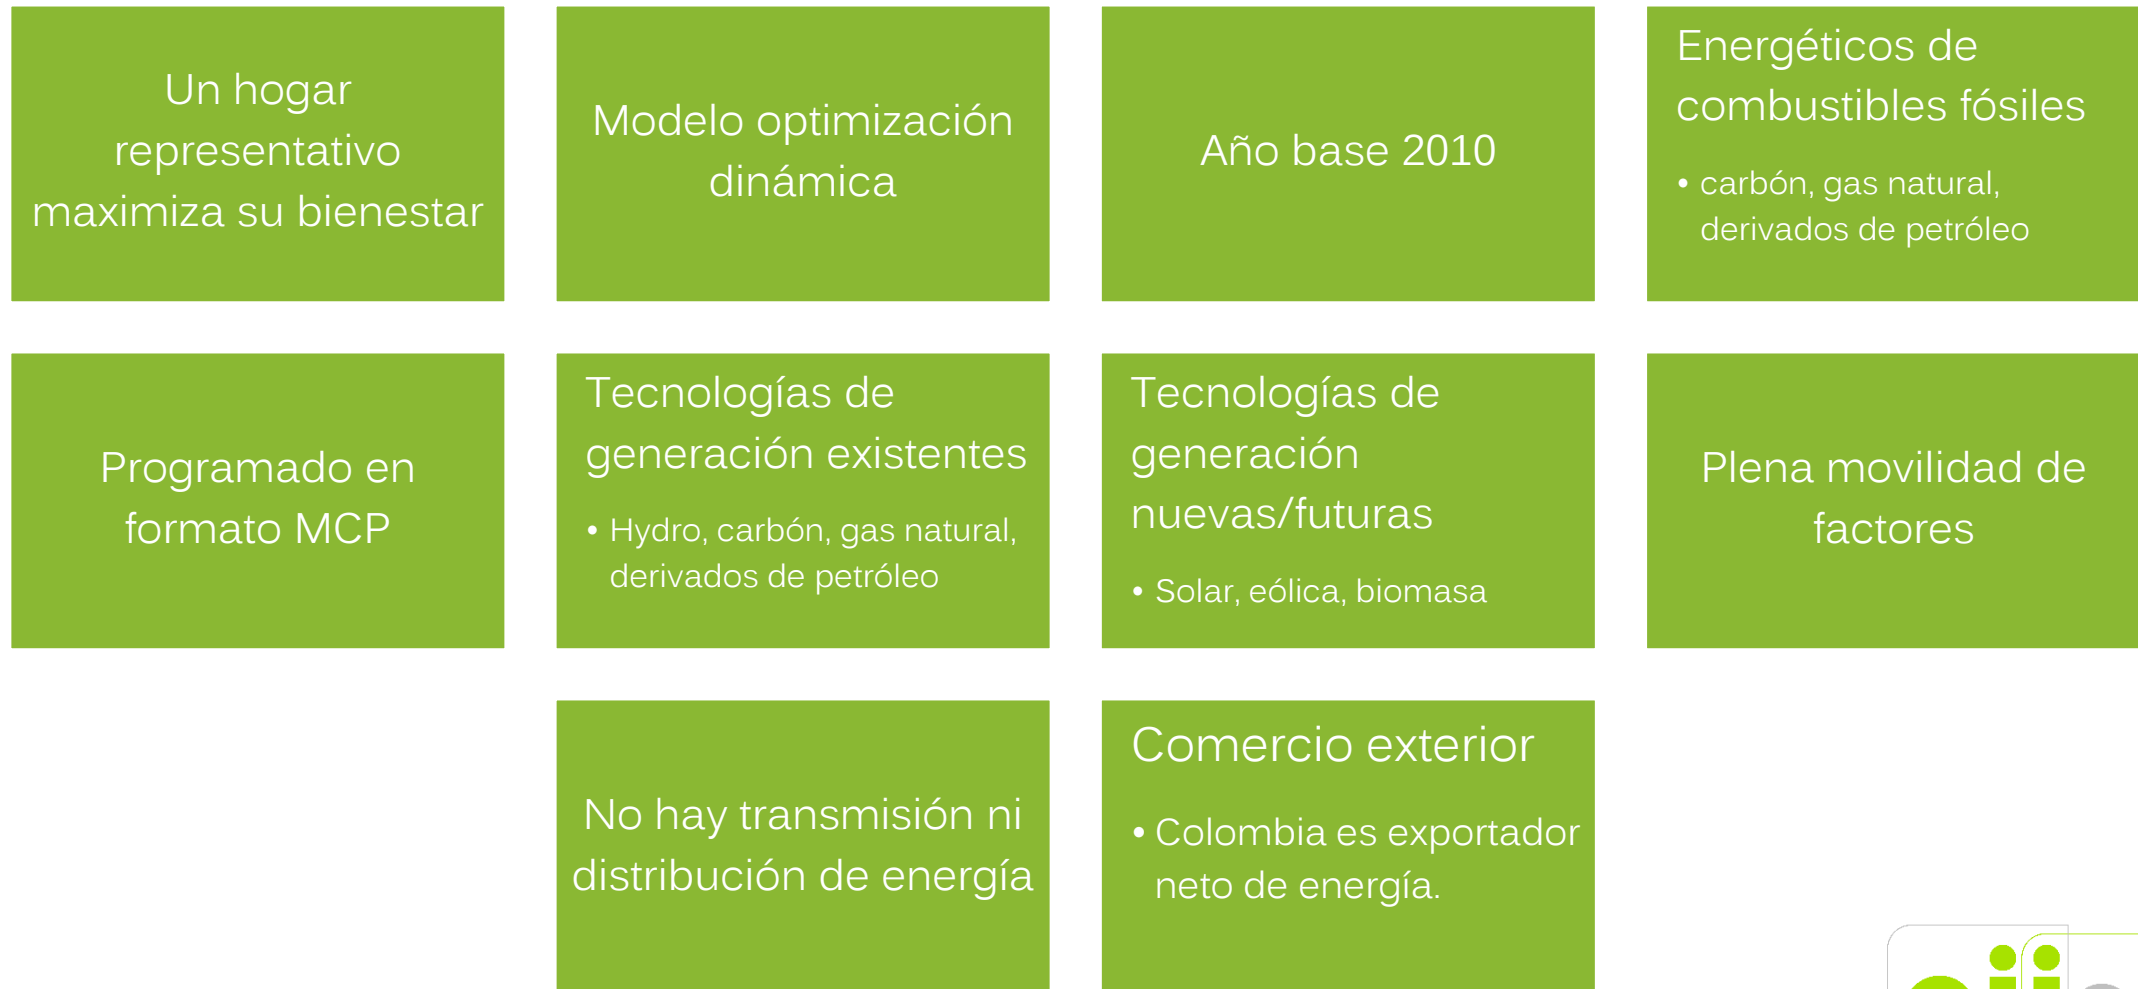 Un hogar
representativo
maximiza su bienestar
Modelo optimización
dinámica
Año base 2010
Energéticos de
combustibles fósiles
• carbón, gas natural,
derivados de petróleo
Programado en
formato MCP
Tecnologías de
generación existentes
• Hydro, carbón, gas natural,
derivados de petróleo
Tecnologías de
generación
nuevas/futuras
• Solar, eólica, biomasa
Plena movilidad de
factores
No hay transmisión ni
distribución de energía
Comercio exterior
• Colombia es exportador
neto de energía.